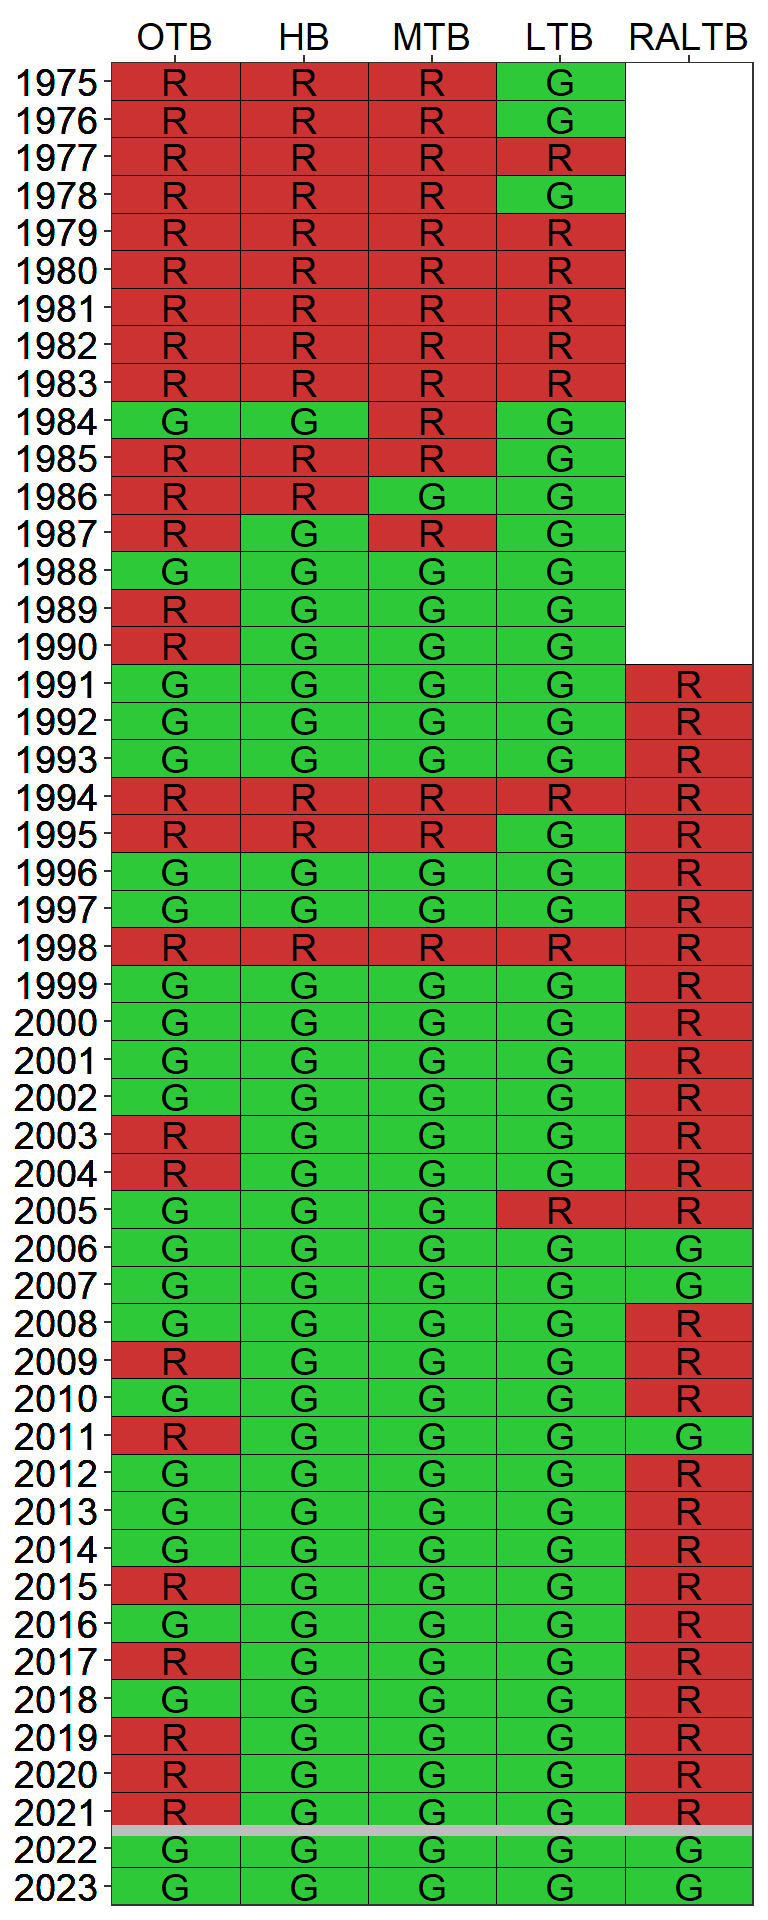 OTB HB MTB LTB RALTB
1975 R R R G
1976 R R R G
1977 R R R R
1978 R R R G
1979 R R R R
1980 R R R R
1981 R R R R
1982 R R R R
1983 R R R R
1984 G G R G
1985 R R R G
1986 R R G G
1987 R G R G
1988 G G G G
1989 R G G G
1990 R G G G
1991 G G G G R
1992 G G G G R
1993 G G G G R
1994 R R R R R
1995 R R R G R
1996 G G G G R
1997 G G G G R
1998 R R R R R
1999 G G G G R
2000 G G G G R
2001 G G G G R
2002 G G G G R
2003 R G G G R
2004 R G G G R
2005 G G G R R
2006 G G G G G
2007 G G G G G
2008 G G G G R
2009 R G G G R
2010 G G G G R
2011 R G G G G
2012 G G G G R
2013 G G G G R
2014 G G G G R
2015 R G G G R
2016 G G G G R
2017 R G G G R
2018 G G G G R
2019 R G G G R
2020 R G G G R
2021 R G G G R
2022 G G G G G
2023 G G G G G